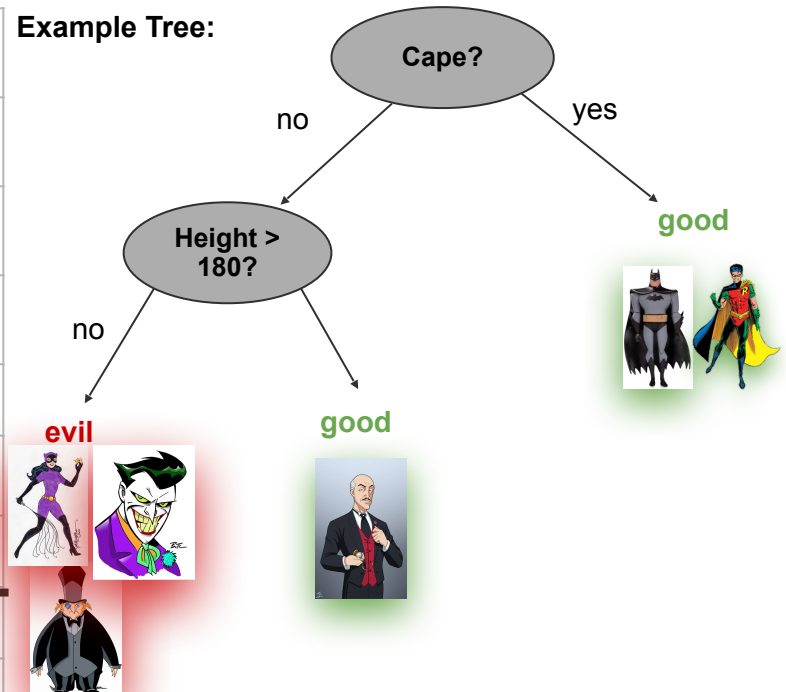 Example Tree:
Cape?
no
yes
Height >
180?
good
no
evil
good
R